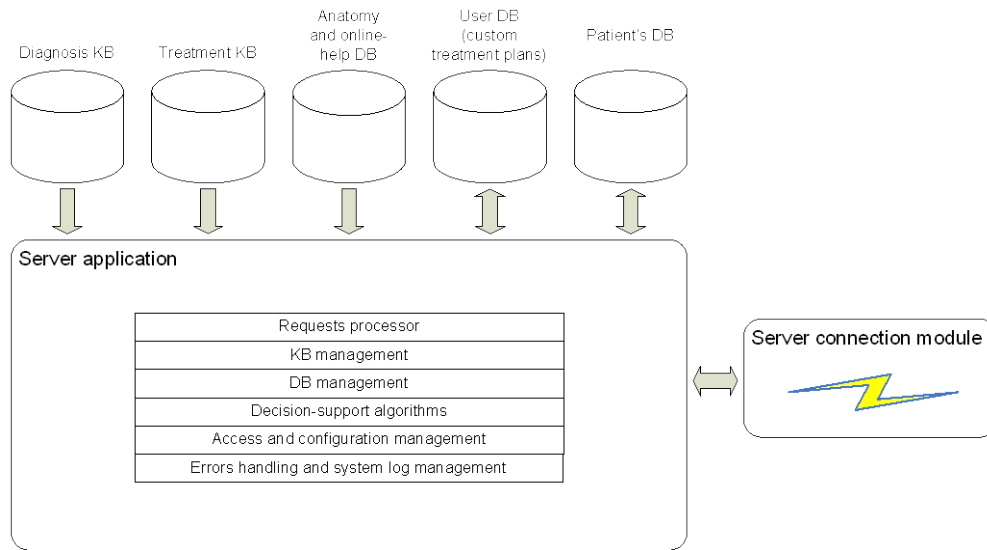 Diagnosis KB
Treatment KB
Anatomy
and online-
help DB
User DB
(custom
treatment plans)
Patient's DB
Server application
Requests processor
KB management
DB management
Decision-support algorithms
Access and configuration management
Errors handling and system log management
Server connection module